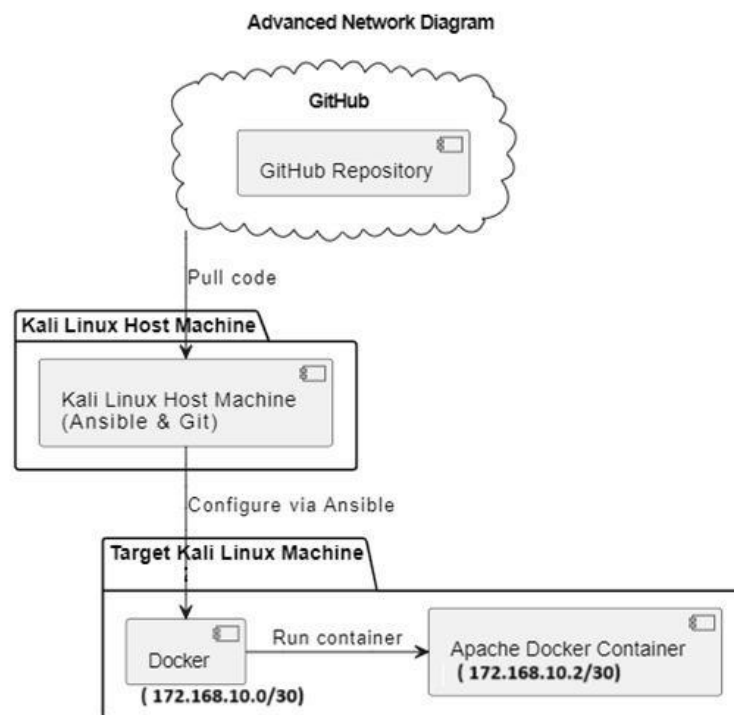 Advanced Network Diagram
GitHub
GitHub Repository
Pull code
Kali Linux Host Machine
Kali Linux Host Machine
(Ansible & Git)
Configure via Ansible
Target Kali Linux Machine
Docker
( 172.168.10.0/30)
Run container
Apache Docker Container
( 172.168.10.2/30)